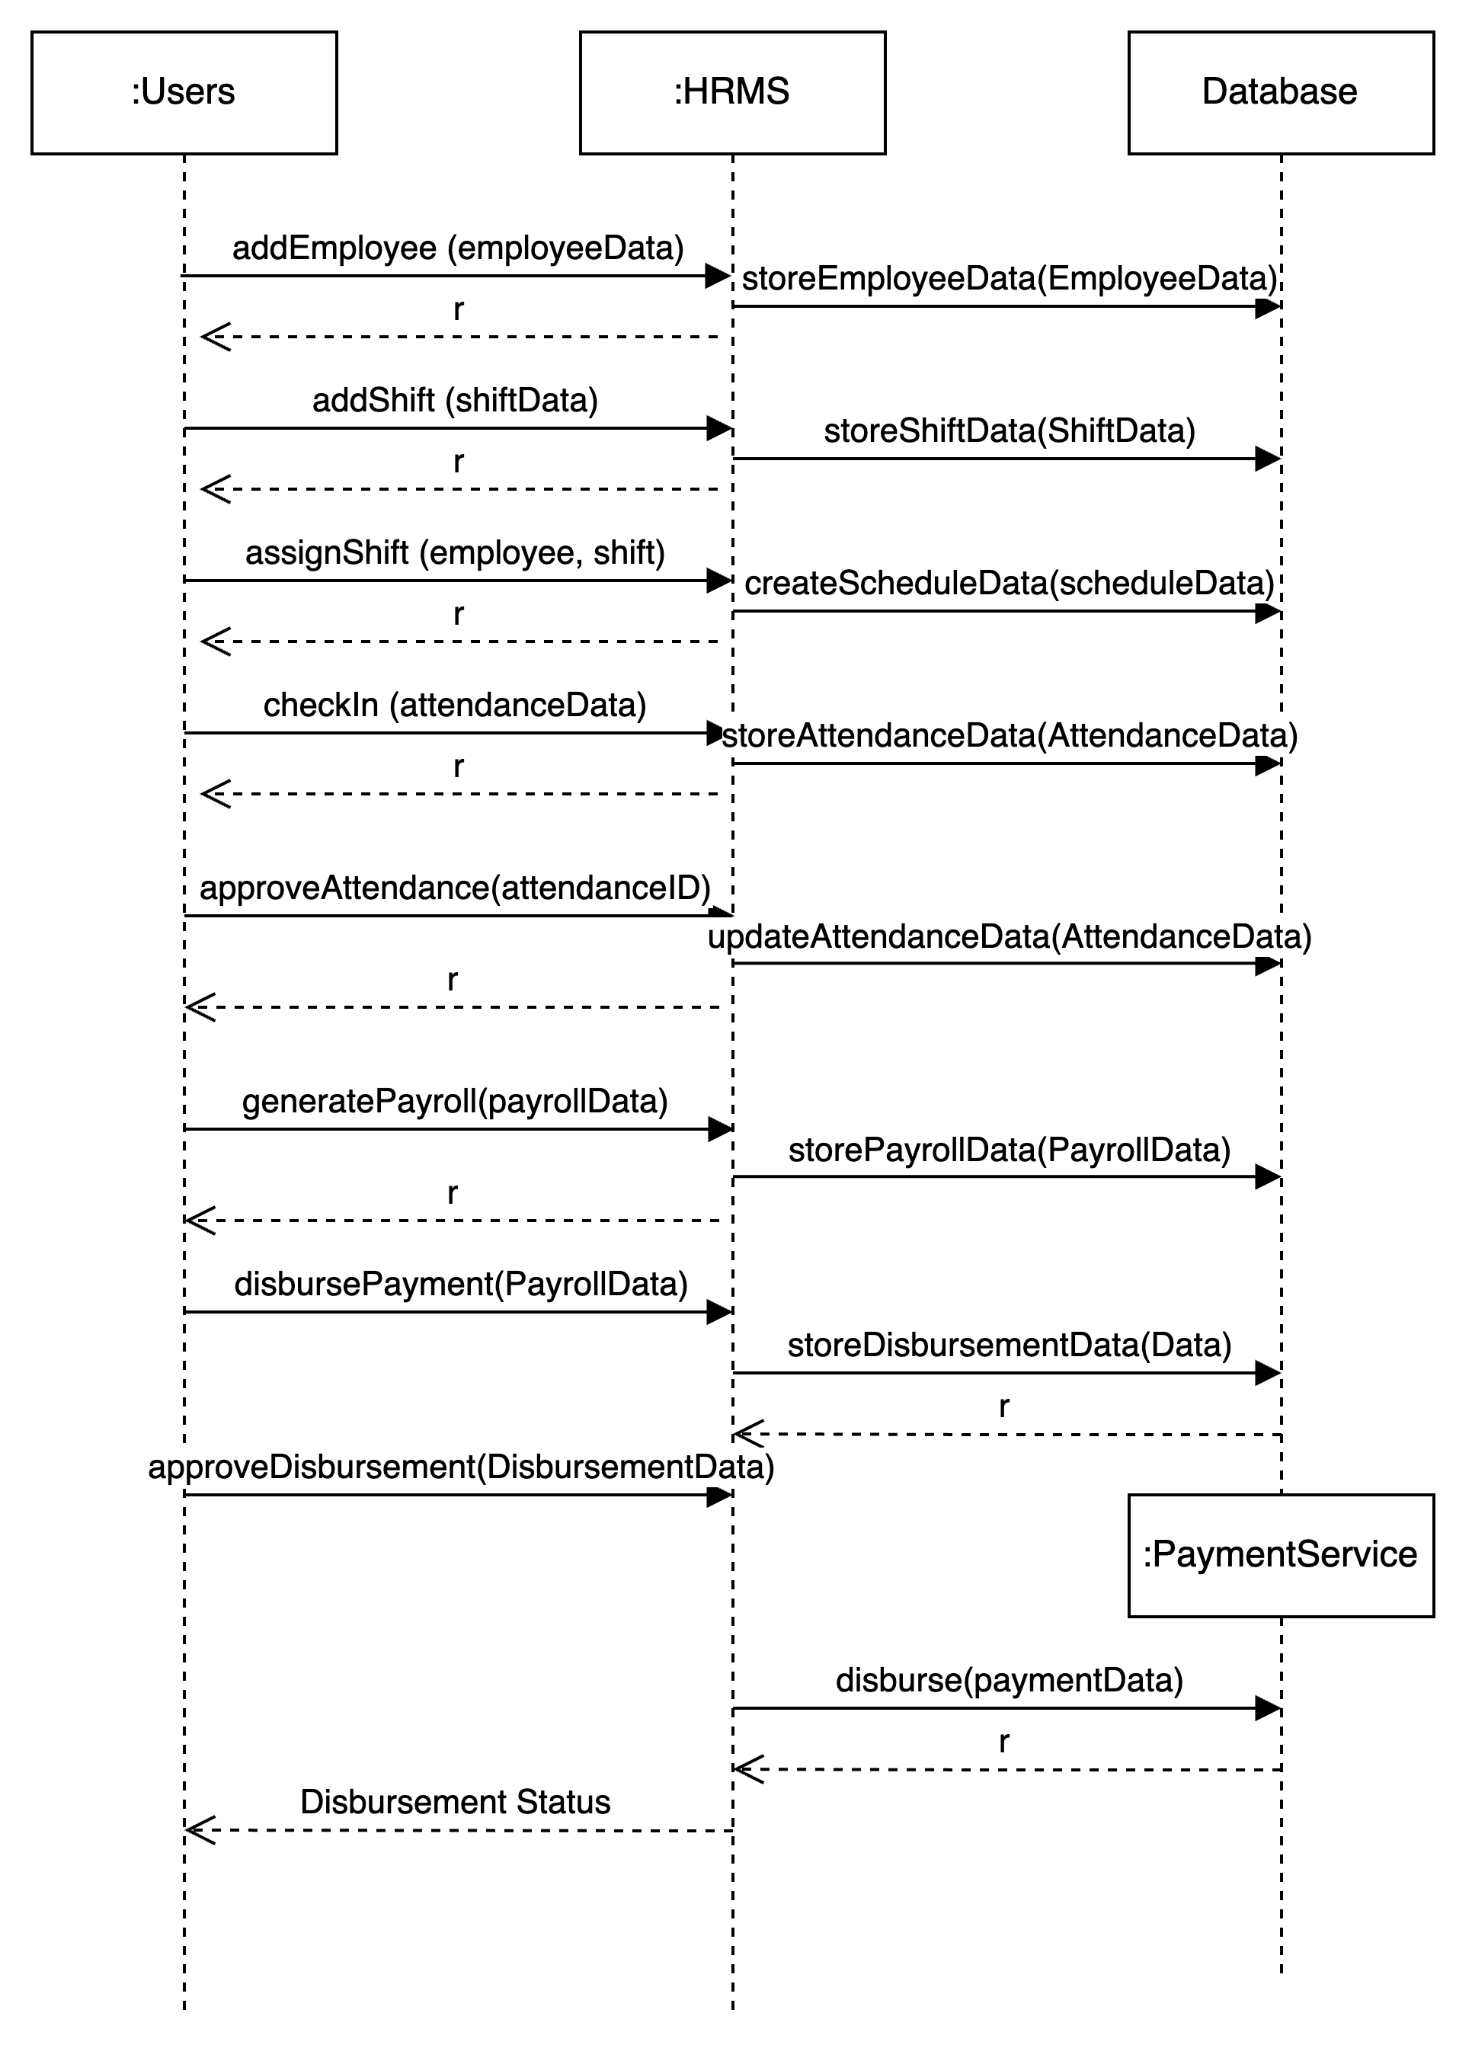 :Users
:HRMS
Database
addEmployee (employeeData)
storeEmployeeData(EmployeeData)
r
addShift (shiftData)
storeShiftData(ShiftData)
r
assignShift (employee, shift)
createScheduleData(scheduleData)
r
checkIn (attendanceData)
storeAttendanceData(AttendanceData)
r
approveAttendance(attendanceID)
updateAttendanceData(AttendanceData)
r
generatePayroll(payrollData)
storePayrollData(PayrollData)
r
disbursePayment(PayrollData)
storeDisbursementData(Data)
r
approveDisbursement(DisbursementData)
:PaymentService
disburse(paymentData)
r
Disbursement Status